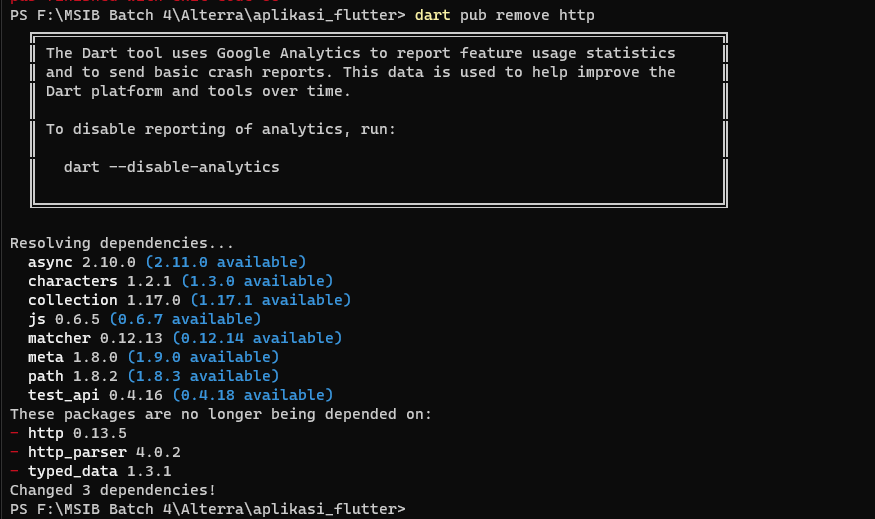 PS F:\MSIB Batch 4\Alterra\aplikasi_flutter> dart pub remove http
The Dart tool uses Google Analytics to report feature usage statistics
and to send basic crash reports. This data is used to help improve the
Dart platform and tools over time.
To disable reporting of analytics, run:
dart --disable-analytics
Resolving dependencies...
async 2.10.0 (2.11.0 available)
characters 1.2.1 (1.3.0 available)
collection 1.17.0 (1.17.1 available)
js 0.6.5 (0.6.7 available)
matcher 0.12.13 (0.12.14 available)
meta 1.8.0 (1.9.0 available)
path 1.8.2 (1.8.3 available)
test_api 0.4.16 (0.4.18 available)
These packages are no longer being depended on:
- http 0.13.5
- http_parser 4.0.2
- typed_data 1.3.1
Changed 3 dependencies!
PS F:\MSIB Batch 4\Alterra\aplikasi_flutter>